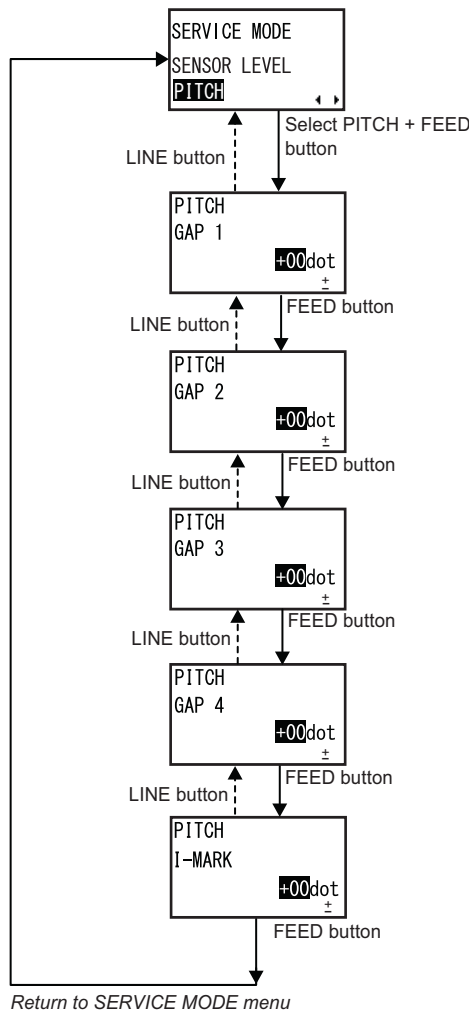 SERVICE MODE
SENSOR LEVEL
PITCH
Select PITCH + FEED
button
LINE button
PITCH
GAP 1
+00dot
±
FEED button
LINE button
PITCH
GAP 2
+00dot
±
FEED button
LINE button
PITCH
GAP 3
+00dot
±
FEED button
LINE button
PITCH
GAP 4
+00dot
±
FEED button
LINE button
PITCH
I-MARK
+00dot
±
FEED button
Return to SERVICE MODE menu